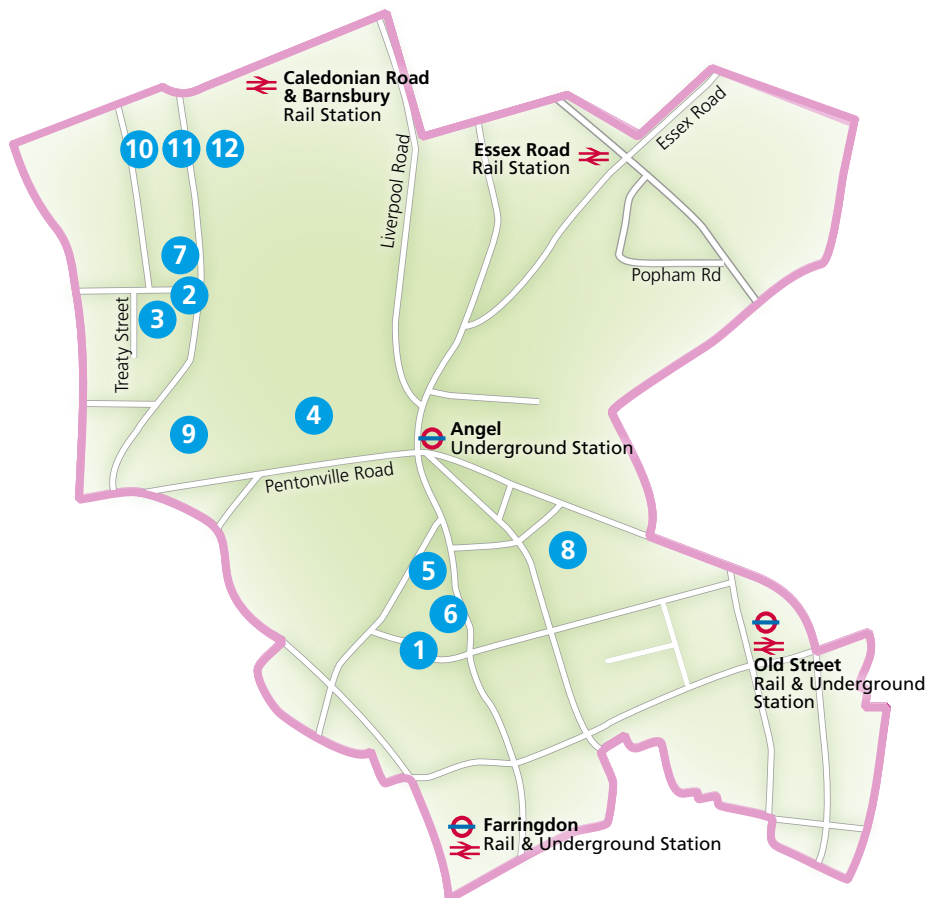 Caledonian Road
& Barnsbury
Rail Station
Essex Road
Essex Road
Rail Station
Liverpool Road
10
11
12
7
2
3
Popham Rd
Treaty Street
4
9
Angel
Underground Station
Pentonville Road
8
5
6
1
Old Street
Rail & Underground
Station
Farringdon
Rail & Underground Station